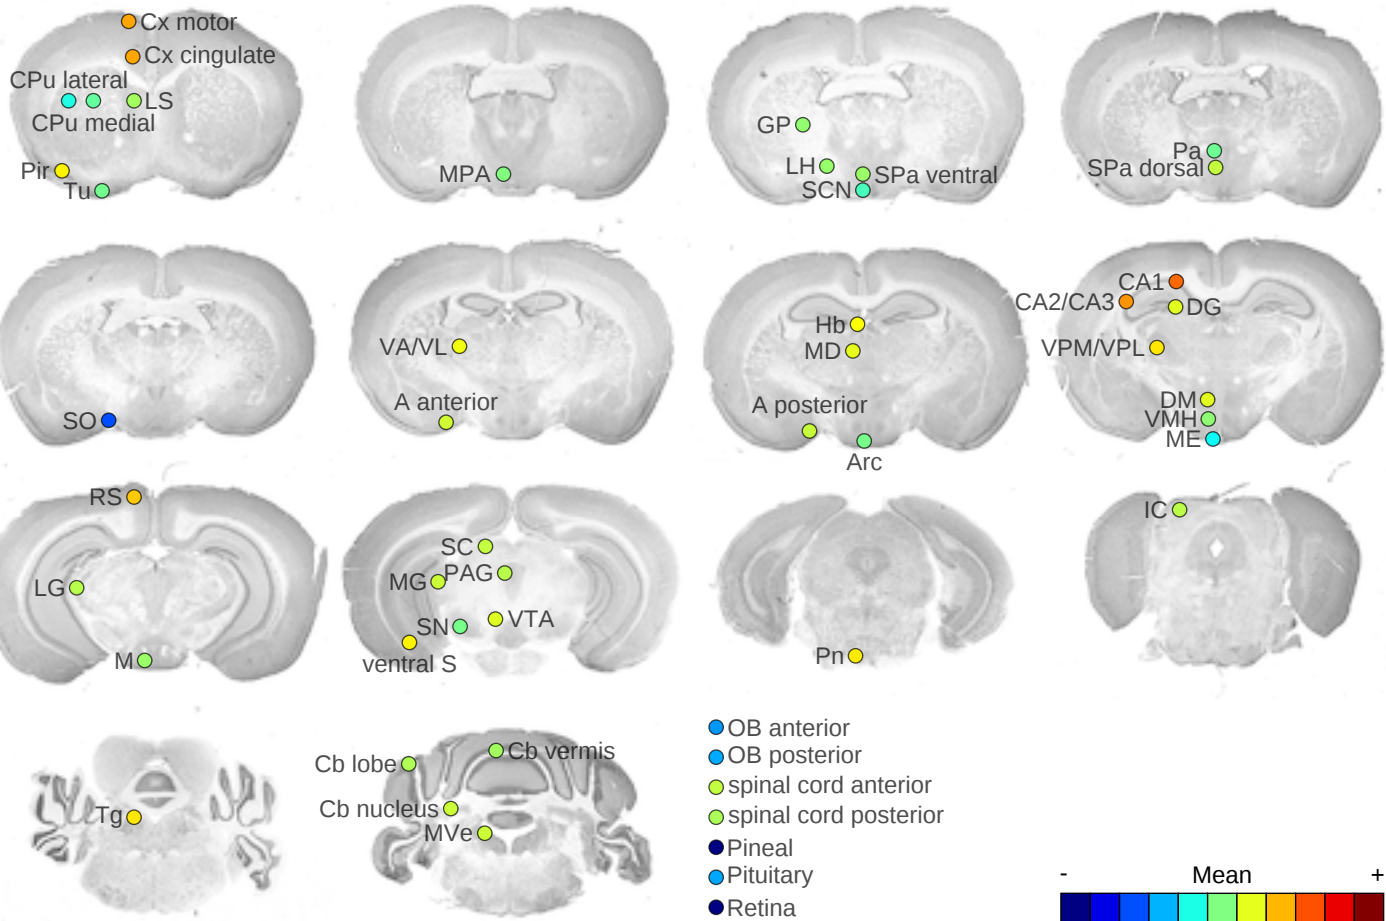 Cx motor
Cx cingulate
CPu lateral
LS
CPu medial
Pir
Tu
MPA
GP
LH
SPa ventral
SCN
Pa
SPa dorsal
SO
VA/VL
A anterior
Hb
MD
A posterior
Arc
CA1
CA2/CA3
DG
VPM/VPL
DM
VMH
ME
RS
LG
M
SC
PAG
MG
VTA
SN
ventral S
Pn
IC
Tg
Cb vermis
Cb lobe
Cb nucleus
MVe
OB anterior
OB posterior
spinal cord anterior
spinal cord posterior
Pineal
Pituitary
Retina
- Mean +